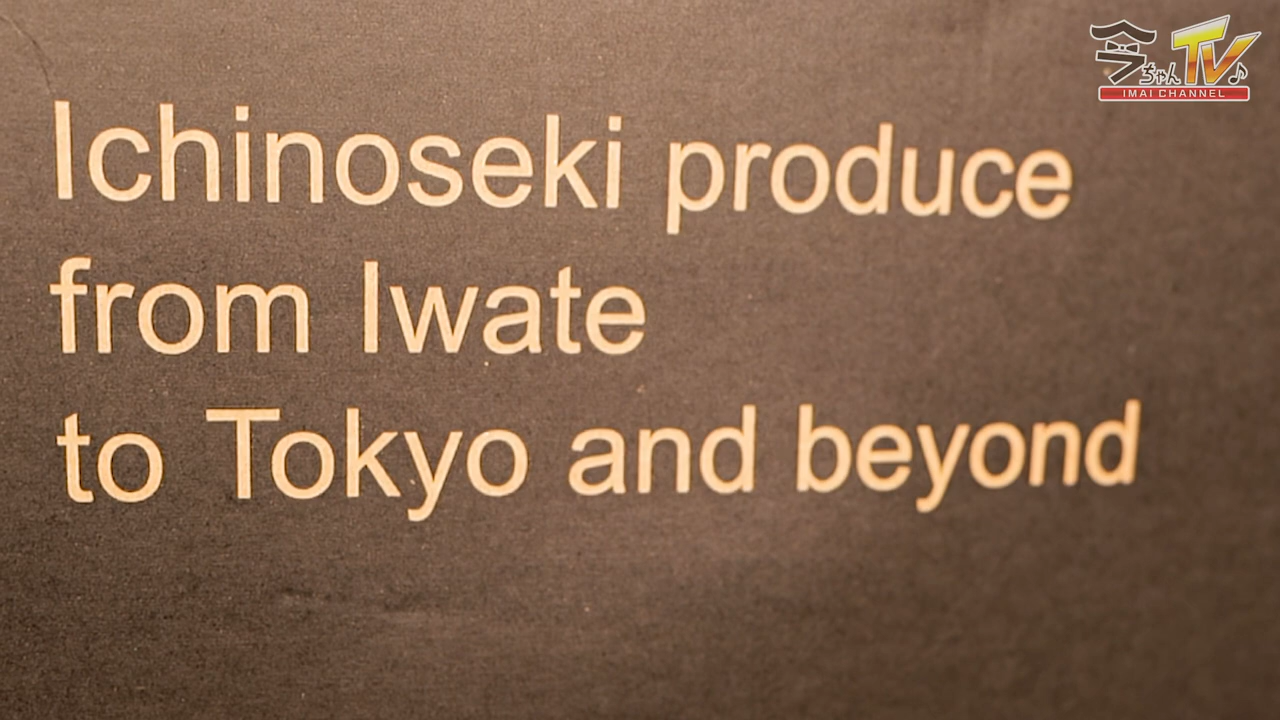 今ちゃんTV♪
IMAI CHANNEL
Ichinoseki produce
from Iwate
to Tokyo and beyond